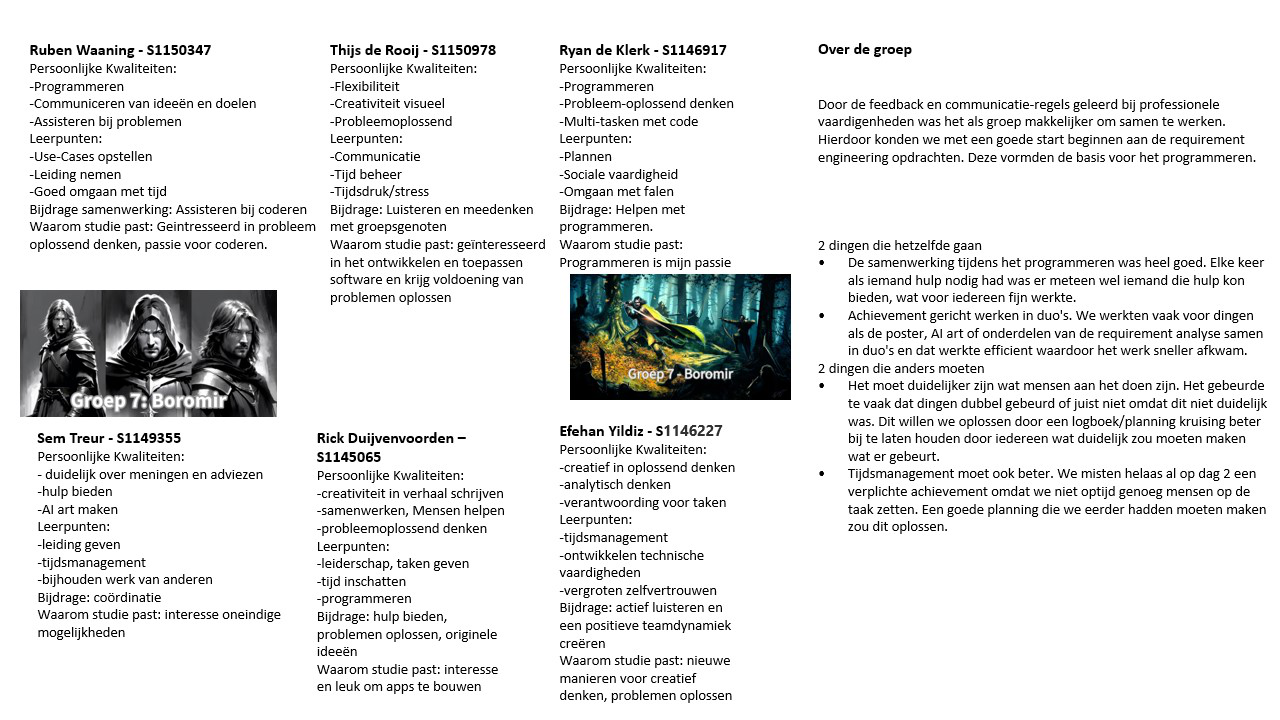 Ruben Waaning - S1150347
Persoonlijke Kwaliteiten:
-Programmeren
-Communiceren van ideeën en doelen
-Assisteren bij problemen
Leerpunten:
-Use-Cases opstellen
-Leiding nemen
-Goed omgaan met tijd
Bijdrage samenwerking: Assisteren bij coderen
Waarom studie past: Geintresseerd in probleem
oplossend denken, passie voor coderen.
Thijs de Rooij - S1150978
Persoonlijke Kwaliteiten:
-Flexibiliteit
-Creativiteit visueel
-Probleemoplossend
Leerpunten:
-Communicatie
-Tijd beheer
-Tijdsdruk/stress
Bijdrage: Luisteren en meedenken
met groepsgenoten
Waarom studie past: geïnteresseerd
in het ontwikkelen en toepassen
software en krijg voldoening van
problemen oplossen
Ryan de Klerk - S1146917
Persoonlijke Kwaliteiten:
-Programmeren
-Probleem-oplossend denken
-Multi-tasken met code
Leerpunten:
-Plannen
-Sociale vaardigheid
-Omgaan met falen
Bijdrage: Helpen met
programmeren.
Waarom studie past:
Programmeren is mijn passie
Groep 7: Boromir
Groep 7 - Boromir
Sem Treur - S1149355
Persoonlijke Kwaliteiten:
- duidelijk over meningen en adviezen
-hulp bieden
-AI art maken
Leerpunten:
-leiding geven
-tijdsmanagement
-bijhouden werk van anderen
Bijdrage: coördinatie
Waarom studie past: interesse oneindige
mogelijkheden
Rick Duijvenvoorden –
S1145065
Persoonlijke Kwaliteiten:
-creativiteit in verhaal schrijven
-samenwerken, Mensen helpen
-probleemoplossend denken
Leerpunten:
-leiderschap, taken geven
-tijd inschatten
-programmeren
Bijdrage: hulp bieden,
problemen oplossen, originele
ideeën
Waarom studie past: interesse
en leuk om apps te bouwen
Efehan Yildiz - S1146227
Persoonlijke Kwaliteiten:
-creatief in oplossend denken
-analytisch denken
-verantwoording voor taken
Leerpunten:
-tijdsmanagement
-ontwikkelen technische
vaardigheden
-vergroten zelfvertrouwen
Bijdrage: actief luisteren en
een positieve teamdynamiek
creëren
Waarom studie past: nieuwe
manieren voor creatief
denken, problemen oplossen
Over de groep
Door de feedback en communicatie-regels geleerd bij professionele
vaardigenheden was het als groep makkelijker om samen te werken.
Hierdoor konden we met een goede start beginnen aan de requirement
engineering opdrachten. Deze vormden de basis voor het programmeren.
2 dingen die hetzelfde gaan
• De samenwerking tijdens het programmeren was heel goed. Elke keer
als iemand hulp nodig had was er meteen wel iemand die hulp kon
bieden, wat voor iedereen fijn werkte.
• Achievement gericht werken in duo's. We werkten vaak voor dingen
als de poster, AI art of onderdelen van de requirement analyse samen
in duo's en dat werkte efficient waardoor het werk sneller afkwam.
2 dingen die anders moeten
• Het moet duidelijker zijn wat mensen aan het doen zijn. Het gebeurde
te vaak dat dingen dubbel gebeurd of juist niet omdat dit niet duidelijk
was. Dit willen we oplossen door een logboek/planning kruising beter
bij te laten houden door iedereen wat duidelijk zou moeten maken
wat er gebeurt.
• Tijdsmanagement moet ook beter. We misten helaas al op dag 2 een
verplichte achievement omdat we niet optijd genoeg mensen op de
taak zetten. Een goede planning die we eerder hadden moeten maken
zou dit oplossen.